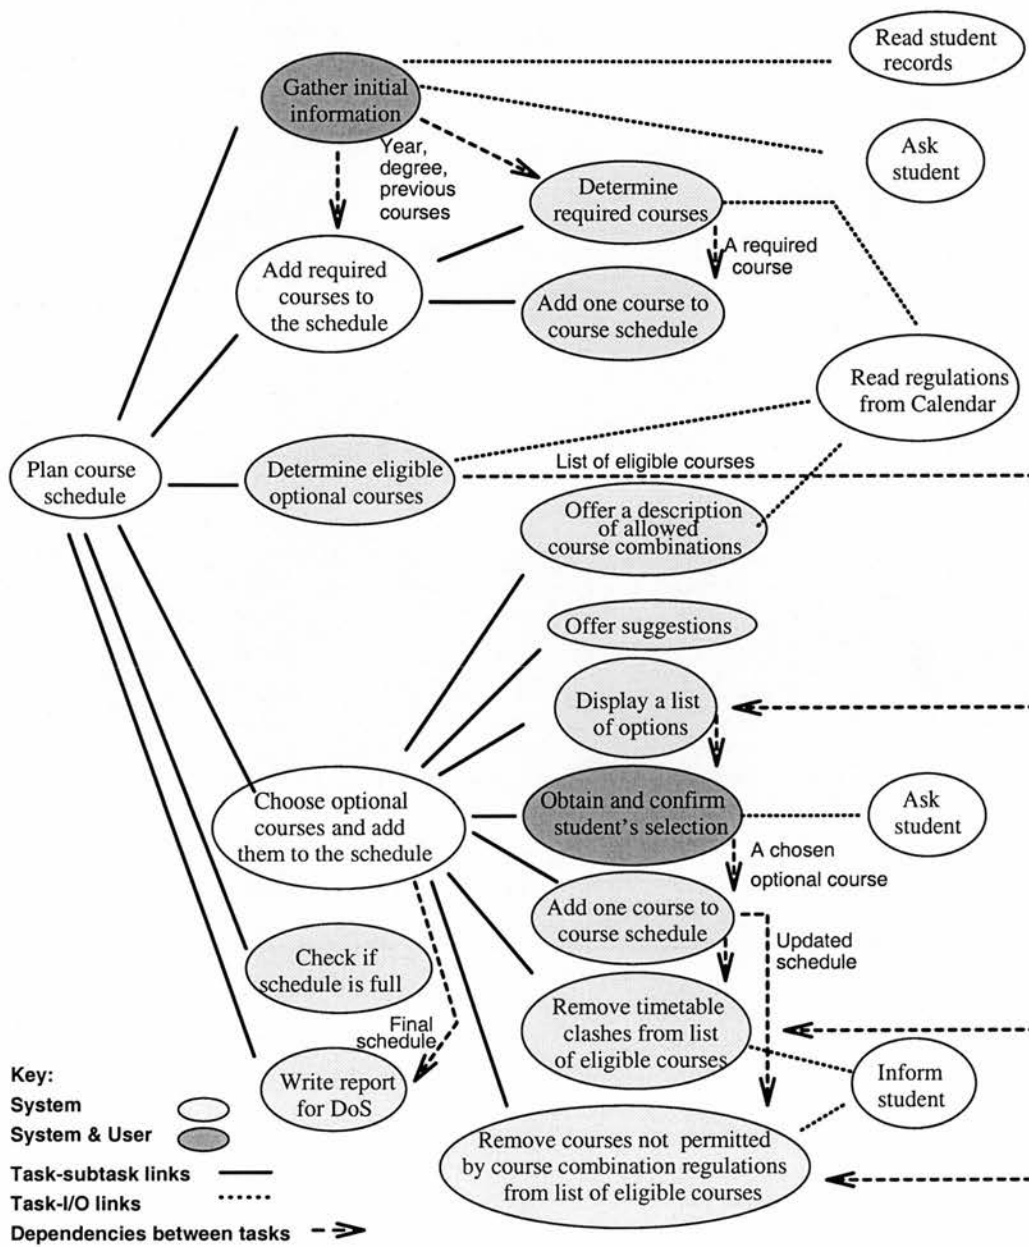 Read student
records
Gather initial
information
Ask
student
Year,
degree,
previous
courses
Determine
required courses
A required
course
Add required
courses to
the schedule
Add one course to
course schedule
Read regulations
from Calendar
Plan course
schedule
Determine eligible
optional courses
List of eligible courses
Offer a description
of allowed
course combinations
Offer suggestions
Display a list
of options
Choose optional
courses and add
them to the schedule
Obtain and confirm
student's selection
Ask
student
A chosen
optional course
Add one course to
course schedule
Updated
schedule
Check if
schedule is full
Remove timetable
clashes from list
of eligible courses
Final
schedule
Inform
student
Write report
for DoS
Remove courses not permitted
by course combination regulations
from list of eligible courses
Key:
System
System & User
Task-subtask links
Task-I/O links
Dependencies between tasks